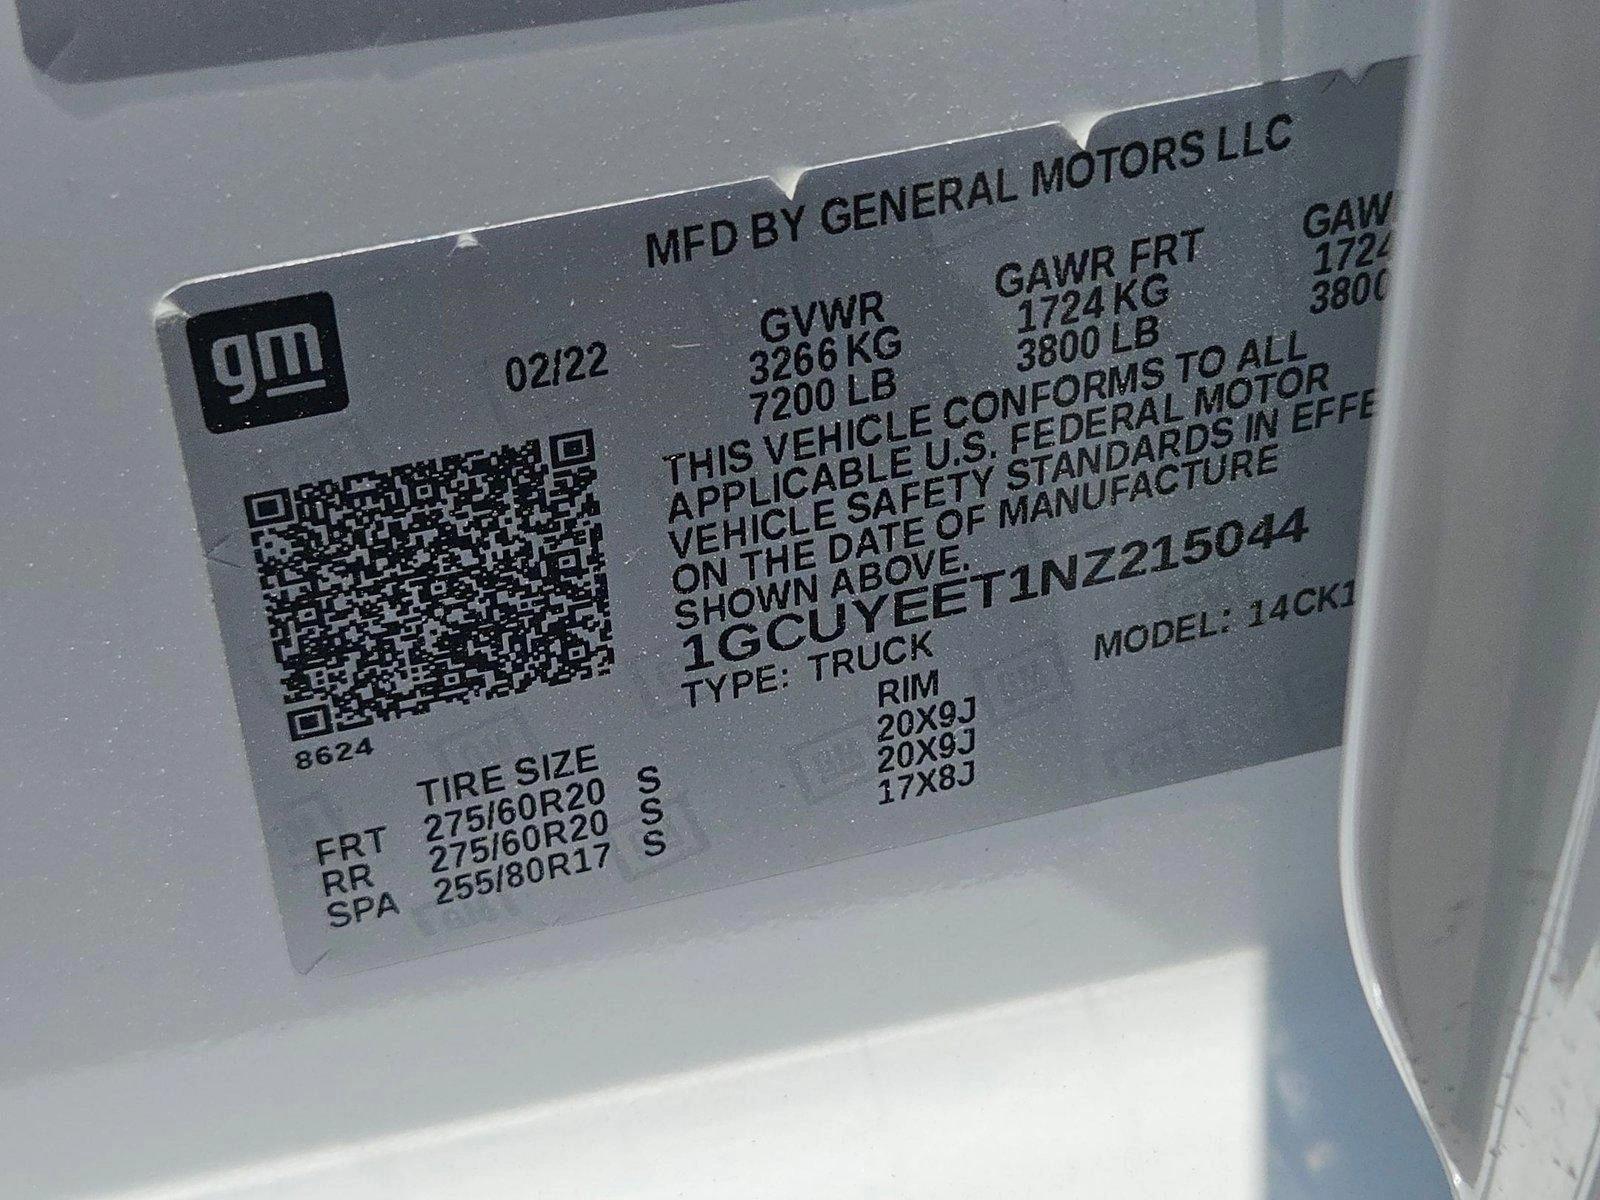 MFD BY GENERAL MOTORS LLC
gm
02/22
GVWR
3266 KG
7200 LB
GAWR FRT
1724 KG
3800 LB
GAW
1724
3800
THIS VEHICLE CONFORMS TO ALL
APPLICABLE U.S. FEDERAL MOTOR
VEHICLE SAFETY STANDARDS IN EFFE
ON THE DATE OF MANUFACTURE
SHOWN ABOVE.
1GCUYEET1NZ215044
TYPE: TRUCK
MODEL: 14CK1
8624
TIRE SIZE RIM
FRT 275/60R20 S 20X9J
RR 275/60R20 S 20X9J
SPA 255/80R17 S 17X8J